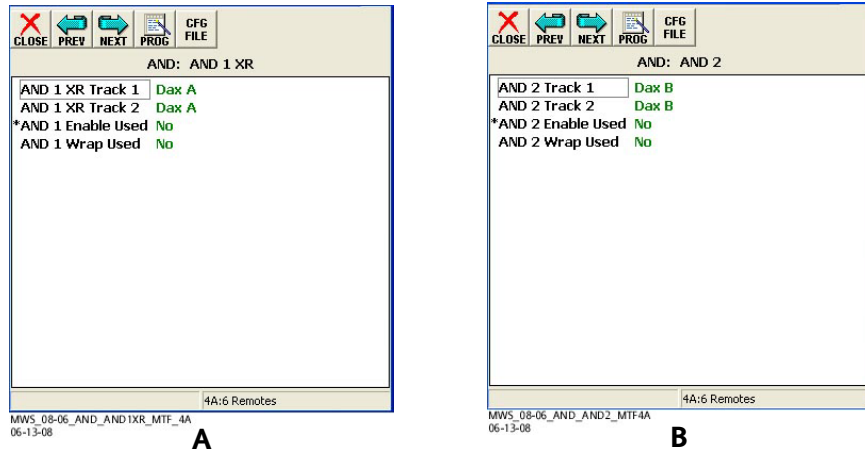 CLOSE PREV NEXT PROG CFG FILE
AND: AND 1 XR
AND 1 XR Track 1 Dax A
AND 1 XR Track 2 Dax A
*AND 1 Enable Used No
AND 1 Wrap Used No
4A:6 Remotes
MWS_08-06_AND_AND1XR_MTF_4A
06-13-08
A
CLOSE PREV NEXT PROG CFG FILE
AND: AND 2
AND 2 Track 1 Dax B
AND 2 Track 2 Dax B
*AND 2 Enable Used No
AND 2 Wrap Used No
4A:6 Remotes
MWS_08-06_AND_AND2_MTF4A
06-13-08
B